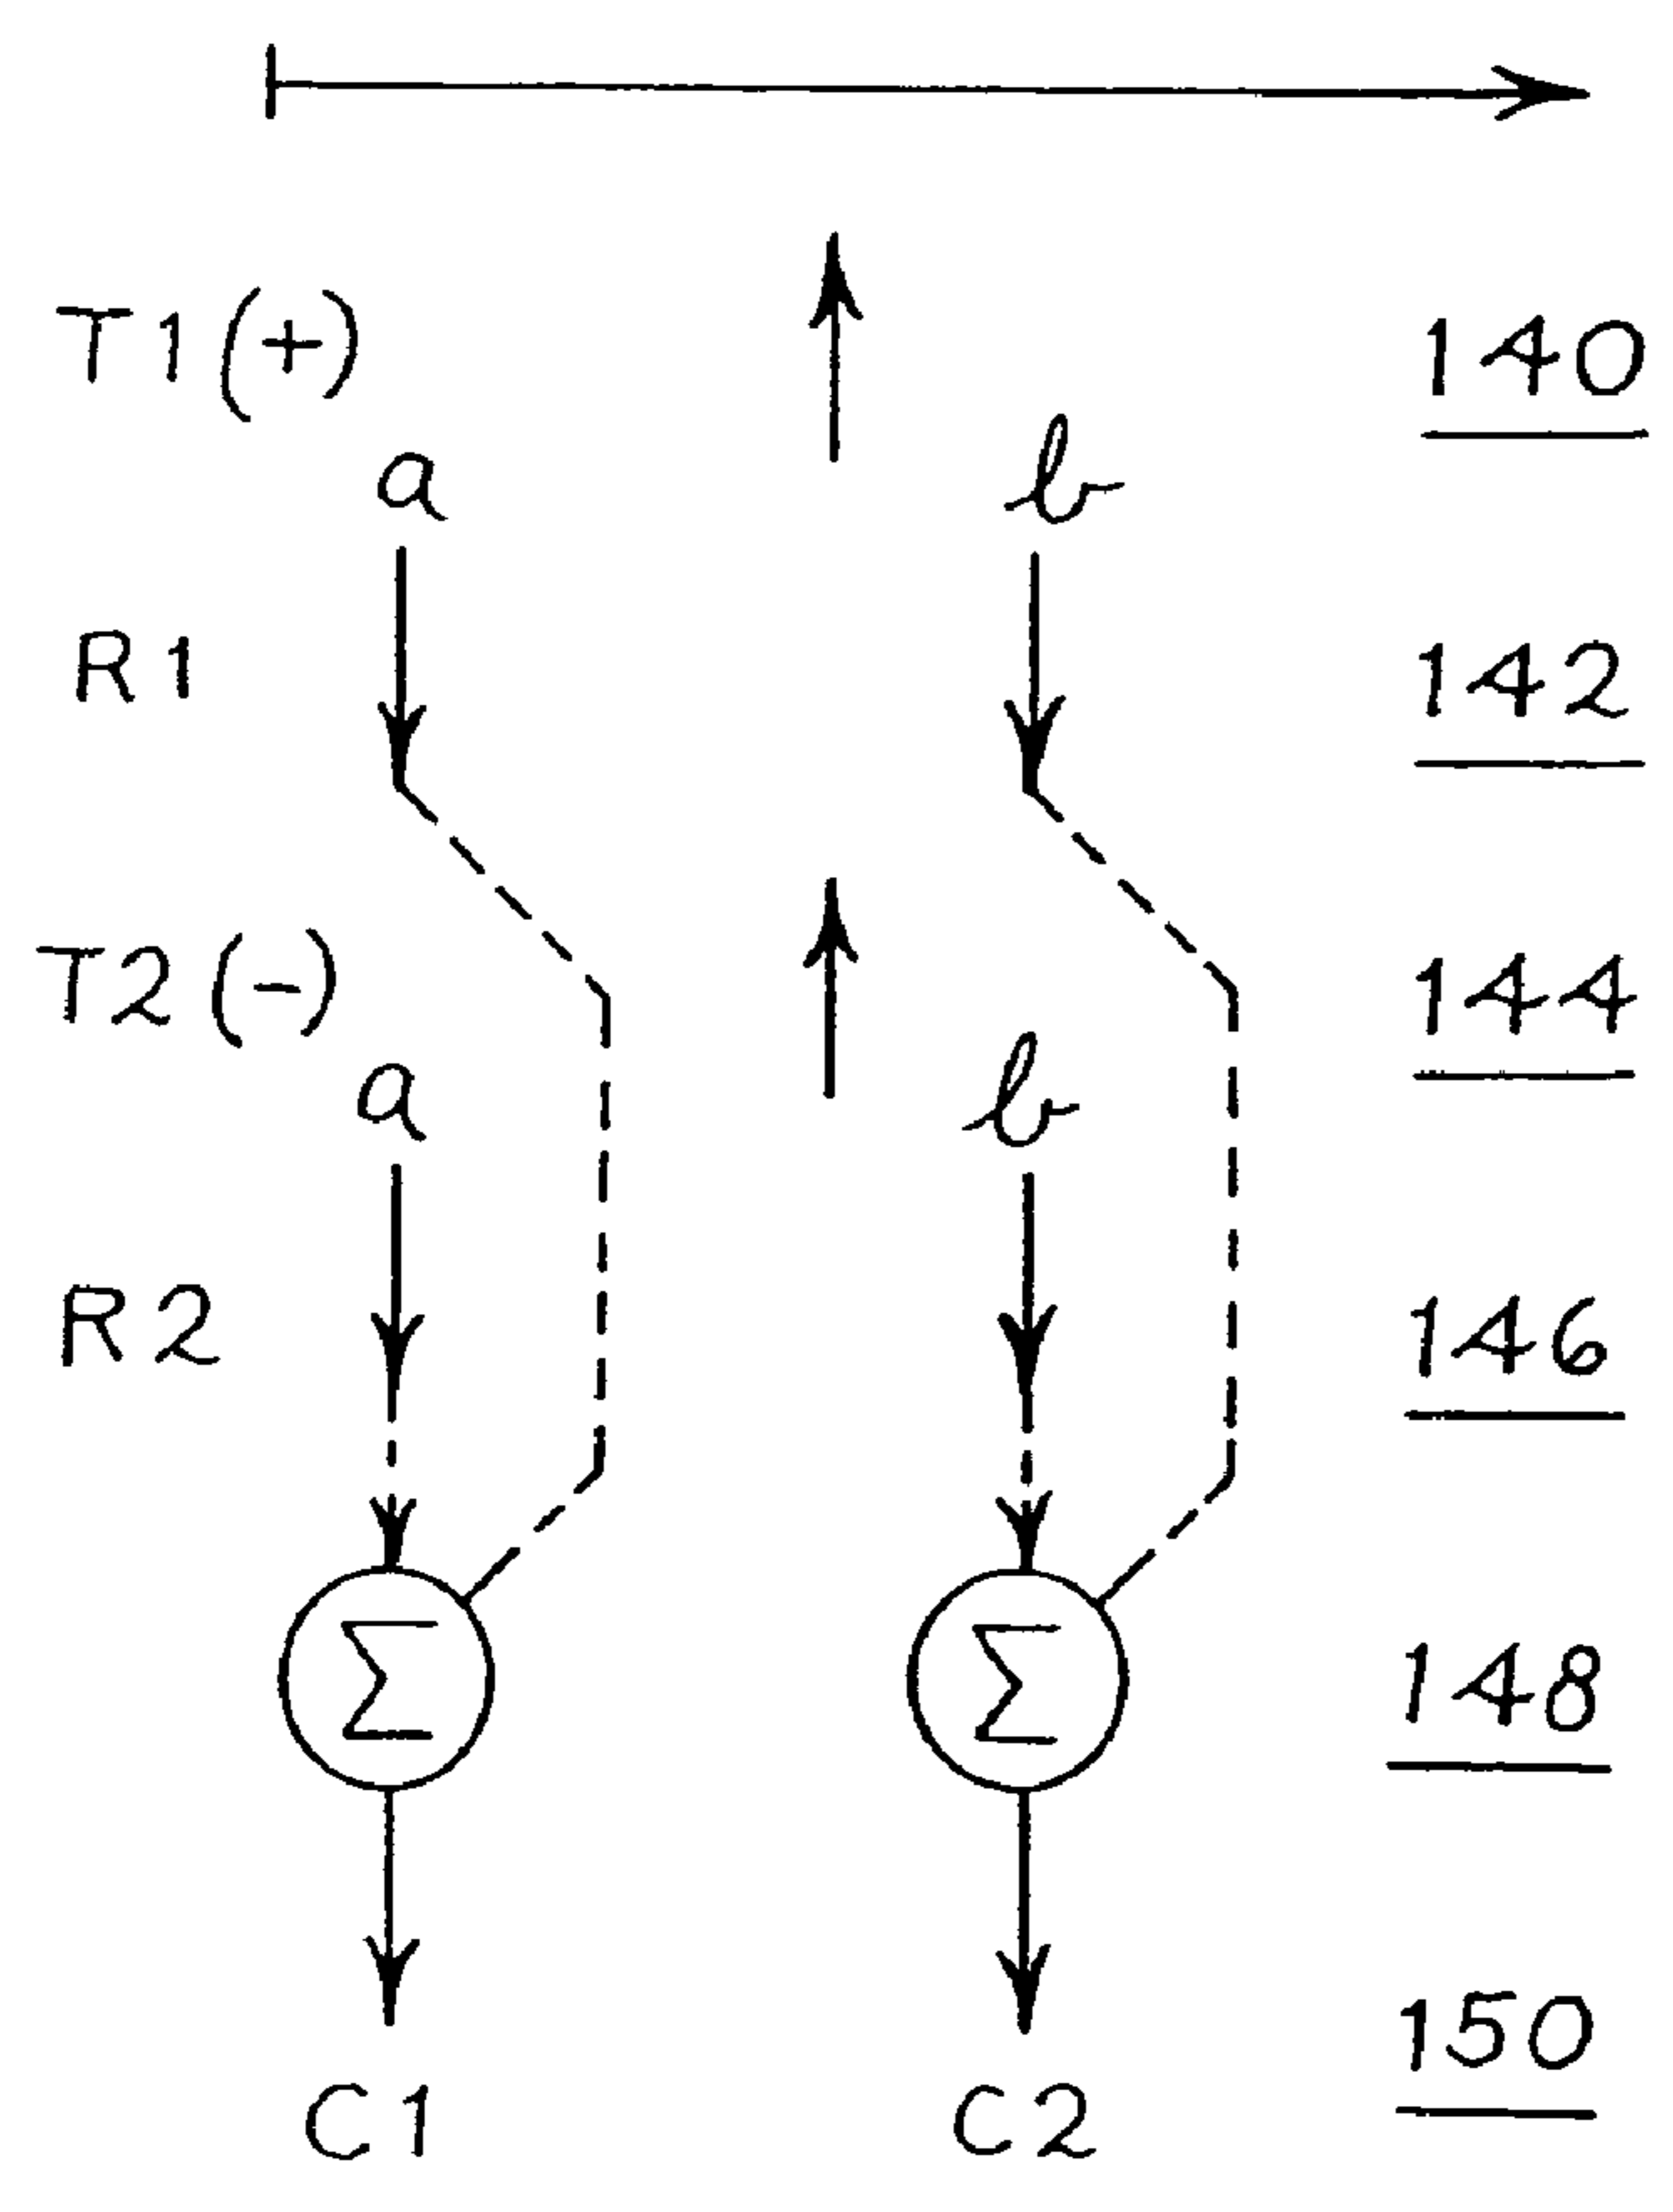 T1(+) 140
a b
R1 142
T2(-) 144
a b
R2 146
Σ Σ 148
150
C1 C2